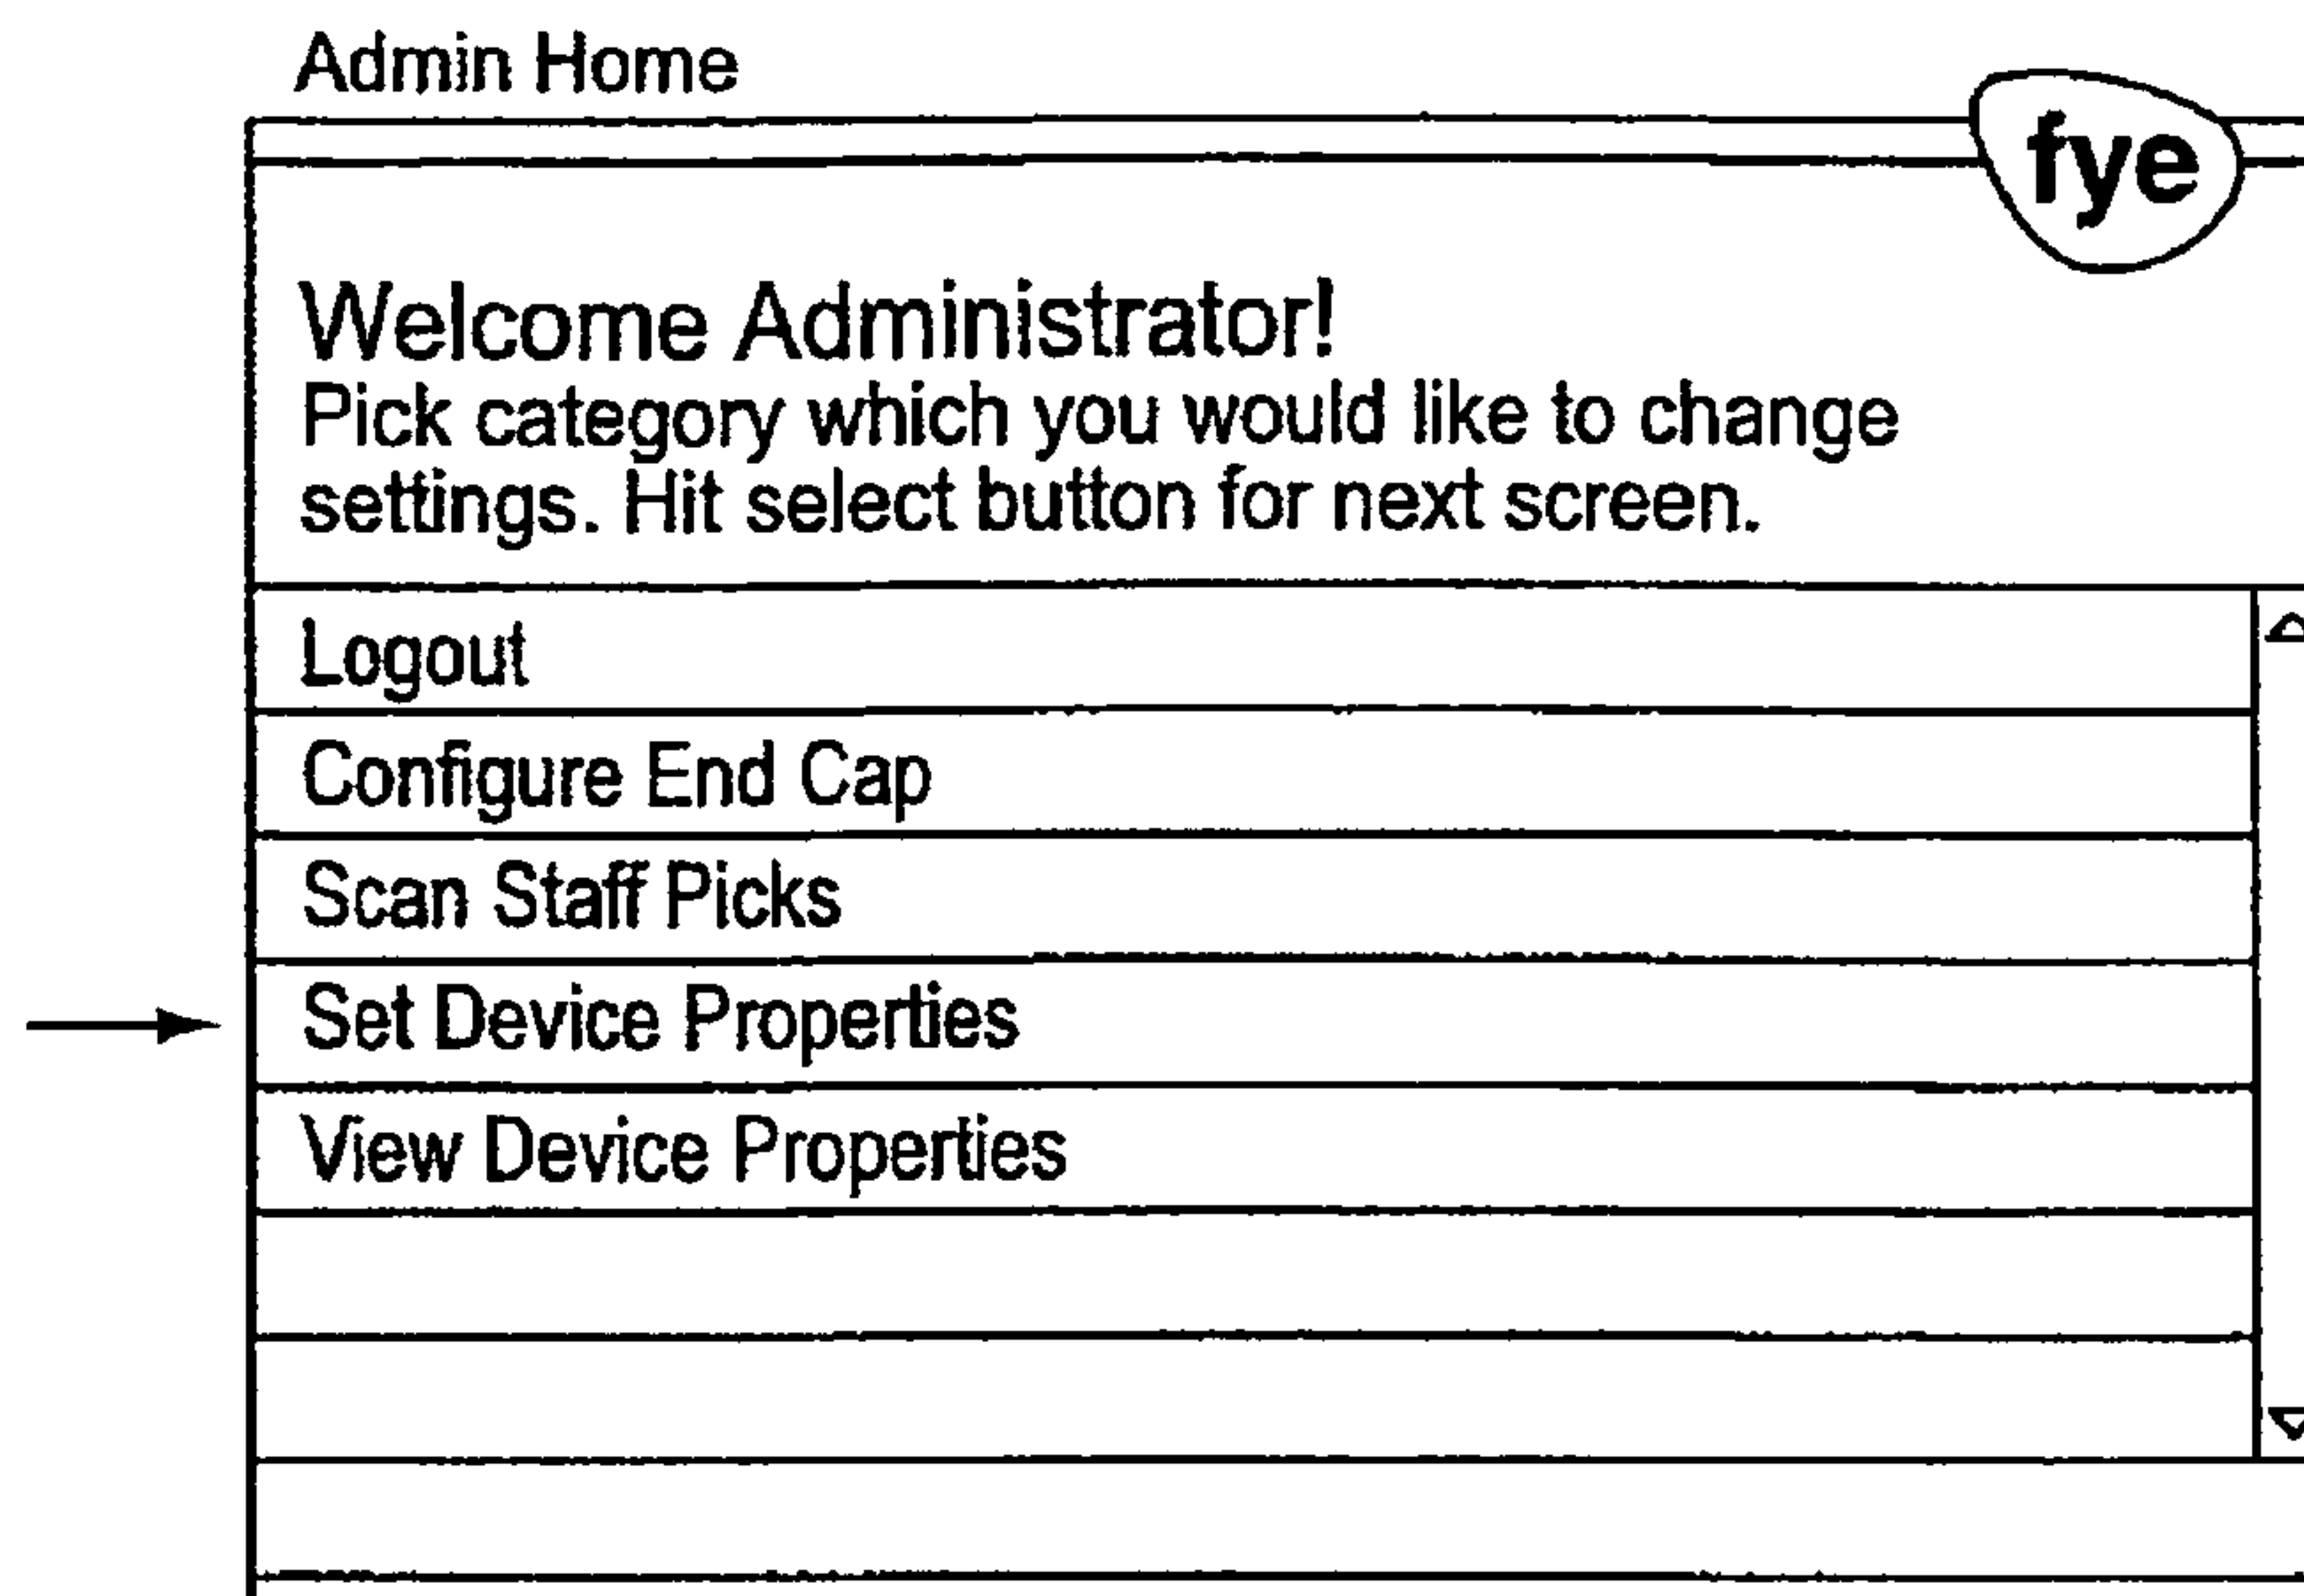 Admin Home
fye
Welcome Administrator!
Pick category which you would like to change
settings. Hit select button for next screen.
Logout
Configure End Cap
Scan Staff Picks
Set Device Properties
View Device Properties